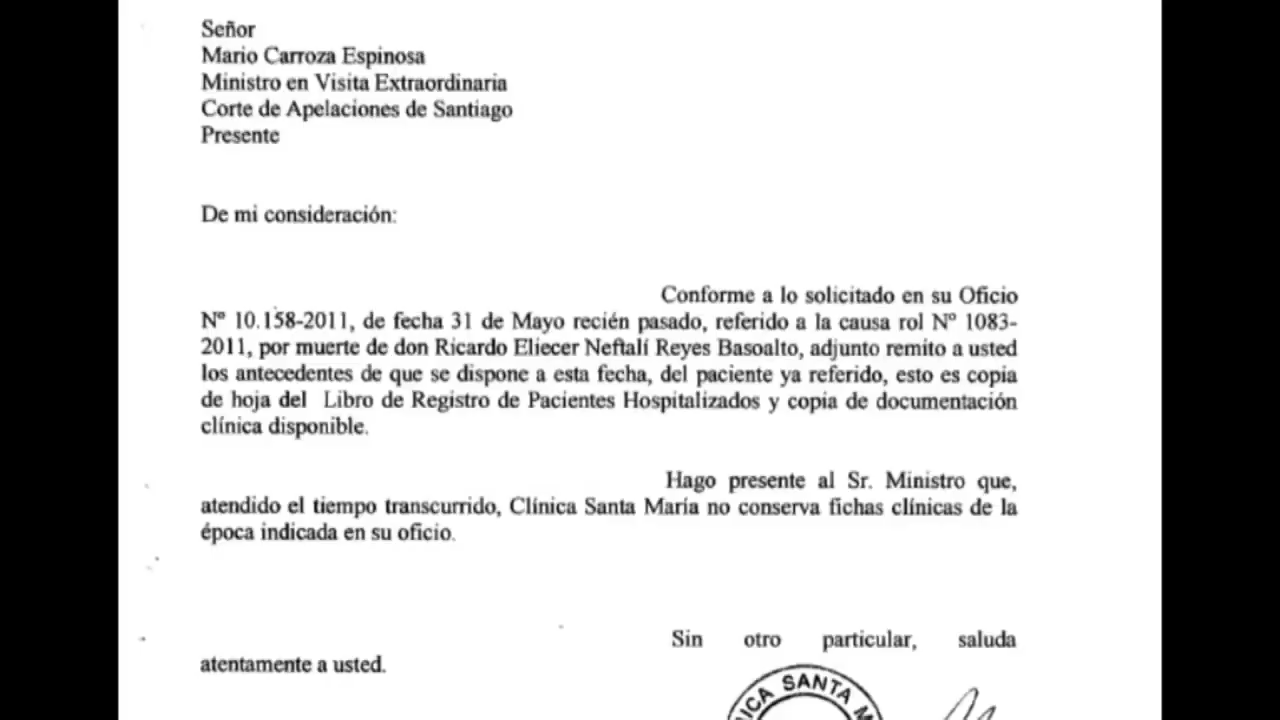 Señor
Mario Carroza Espinosa
Ministro en Visita Extraordinaria
Corte de Apelaciones de Santiago
Presente
De mi consideración:
Conforme a lo solicitado en su Oficio
Nº 10.158-2011, de fecha 31 de Mayo recién pasado, referido a la causa rol Nº 1083-
2011, por muerte de don Ricardo Eliecer Neftalí Reyes Basoalto, adjunto remito a usted
los antecedentes de que se dispone a esta fecha, del paciente ya referido, esto es copia
de hoja del Libro de Registro de Pacientes Hospitalizados y copia de documentación
clínica disponible.
Hago presente al Sr. Ministro que,
atendido el tiempo transcurrido, Clínica Santa María no conserva fichas clínicas de la
época indicada en su oficio.
Sin otro particular, saluda
atentamente a usted.
ICA SANTA M